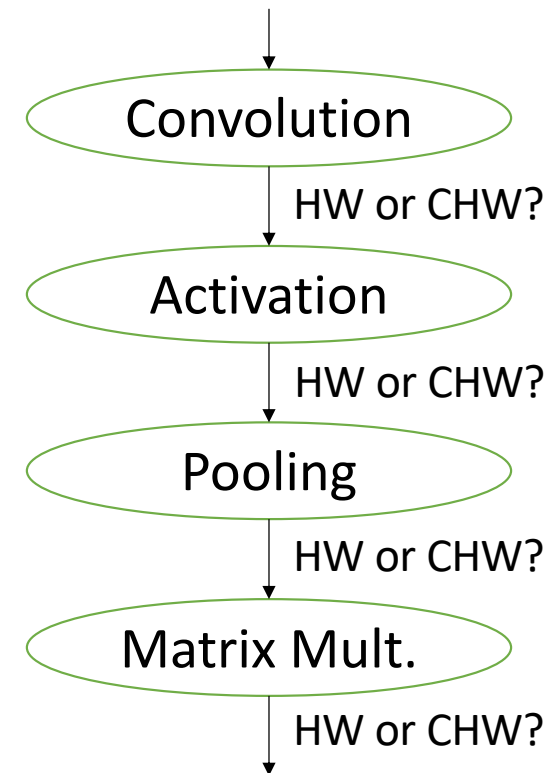 Convolution
HW or CHW?
Activation
HW or CHW?
Pooling
HW or CHW?
Matrix Mult.
HW or CHW?